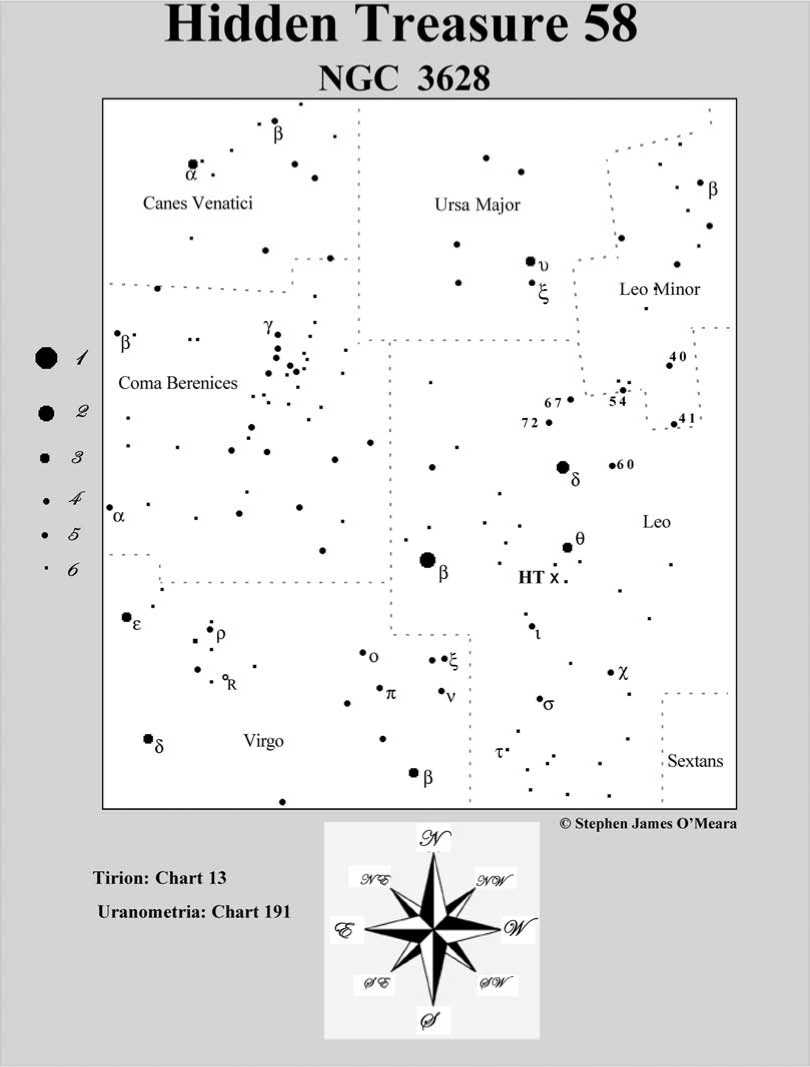 Hidden Treasure 58
NGC 3628
β
α
Canes Venatici
Ursa Major
β
υ
ξ
Leo Minor
γ
β
40
1
Coma Berenices
67
54
2
72
41
3
δ
60
4
α
Leo
5
θ
6
β
HT x
ε
ρ
ι
ο
ξ
χ
R
π
ν
σ
δ
Virgo
τ
Sextans
β
© Stephen James O’Meara
N
Tirion: Chart 13
NE
NW
Uranometria: Chart 191
E
W
SE
SW
S